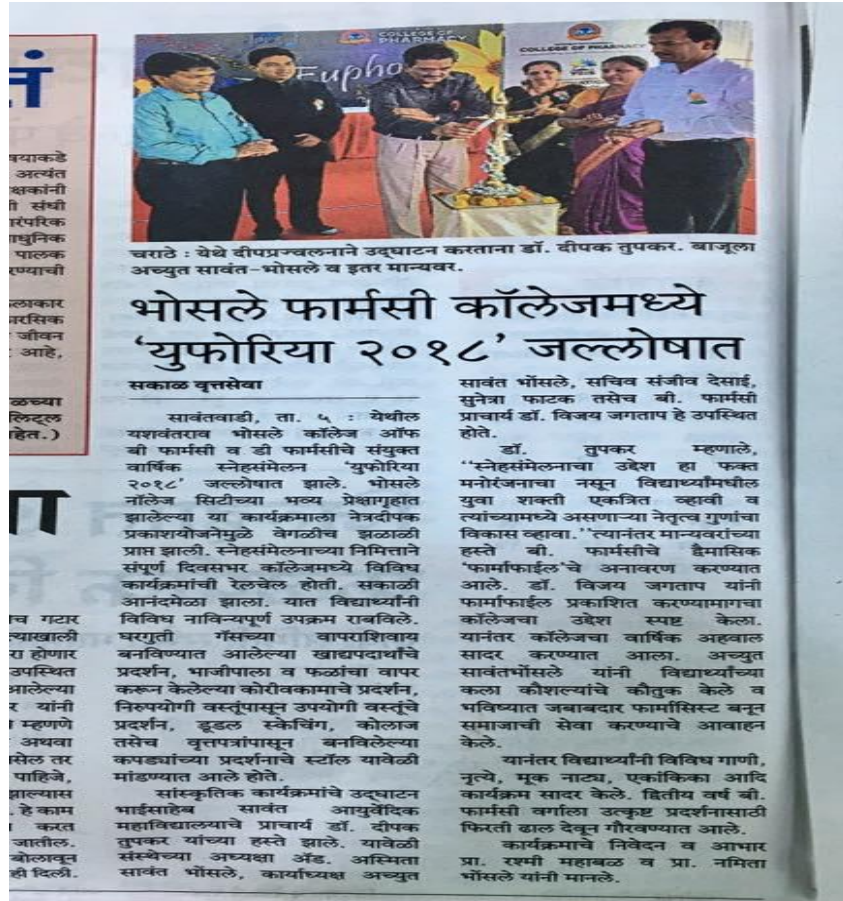 COLLEGE OF
PHARMACY
Eupho
COLLEGE OF PHARMACY
चराठे : येथे दीपप्रज्वलनाने उद्‌घाटन करताना डॉ. दीपक तुपकर. बाजूला
अच्युत सावंत-भोसले व इतर मान्यवर.
भोसले फार्मसी कॉलेजमध्ये
‘युफोरिया २०१८’ जल्लोषात
सकाळ वृत्तसेवा
सावंतवाडी, ता. ५ : येथील
यशवंतराव भोसले कॉलेज ऑफ
बी फार्मसी व डी फार्मसीचे संयुक्त
वार्षिक स्नेहसंमेलन ‘युफोरिया
२०१८’ जल्लोषात झाले. भोसले
नॉलेज सिटीच्या भव्य प्रेक्षागृहात
झालेल्या या कार्यक्रमाला नेत्रदीपक
प्रकाशयोजनेमुळे वेगळीच झळाळी
प्राप्त झाली. स्नेहसंमेलनाच्या निमित्ताने
संपूर्ण दिवसभर कॉलेजमध्ये विविध
कार्यक्रमांची रेलचेल होती. सकाळी
आनंदमेळा झाला. यात विद्यार्थ्यांनी
विविध नाविन्यपूर्ण उपक्रम राबविले.
घरगुती गॅसच्या वापराशिवाय
बनविण्यात आलेल्या खाद्यपदार्थांचे
प्रदर्शन, भाजीपाला व फळांचा वापर
करून केलेल्या कोरीवकामाचे प्रदर्शन,
निरुपयोगी वस्तूंपासून उपयोगी वस्तूंचे
प्रदर्शन, डूडल स्केचिंग, कोलाज
तसेच वृत्तपत्रांपासून बनविलेल्या
कपड्यांच्या प्रदर्शनाचे स्टॉल यावेळी
मांडण्यात आले होते.
सांस्कृतिक कार्यक्रमांचे उद्‌घाटन
भाईसाहेब सावंत आयुर्वेदिक
महाविद्यालयाचे प्राचार्य डॉ. दीपक
तुपकर यांच्या हस्ते झाले. यावेळी
संस्थेच्या अध्यक्षा अ‍ॅड. अस्मिता
सावंत भोंसले, कार्याध्यक्ष अच्युत
सावंत भोंसले, सचिव संजीव देसाई,
सुनेत्रा फाटक तसेच बी. फार्मसी
प्राचार्य डॉ. विजय जगताप हे उपस्थित
होते.
डॉ. तुपकर म्हणाले,
‘‘स्नेहसंमेलनाचा उद्देश हा फक्त
मनोरंजनाचा नसून विद्यार्थ्यांमधील
युवा शक्ती एकत्रित व्हावी व
त्यांच्यामध्ये असणाऱ्या नेतृत्व गुणांचा
विकास व्हावा.’’त्यानंतर मान्यवरांच्या
हस्ते बी. फार्मसीचे द्वैमासिक
‘फार्माफाईल’चे अनावरण करण्यात
आले. डॉ. विजय जगताप यांनी
फार्माफाईल प्रकाशित करण्यामागचा
कॉलेजचा उद्देश स्पष्ट केला.
यानंतर कॉलेजचा वार्षिक अहवाल
सादर करण्यात आला. अच्युत
सावंतभोंसले यांनी विद्यार्थ्यांच्या
कला कौशल्यांचे कौतुक केले व
भविष्यात जबाबदार फार्मासिस्ट बनून
समाजाची सेवा करण्याचे आवाहन
केले.
यानंतर विद्यार्थ्यांनी विविध गाणी,
नृत्ये, मूक नाट्य, एकांकिका आदि
कार्यक्रम सादर केले. द्वितीय वर्ष बी.
फार्मसी वर्गाला उत्कृष्ट प्रदर्शनासाठी
फिरती ढाल देवून गौरवण्यात आले.
कार्यक्रमाचे निवेदन व आभार
प्रा. रश्मी महाबळ व प्रा. नमिता
भोंसले यांनी मानले.